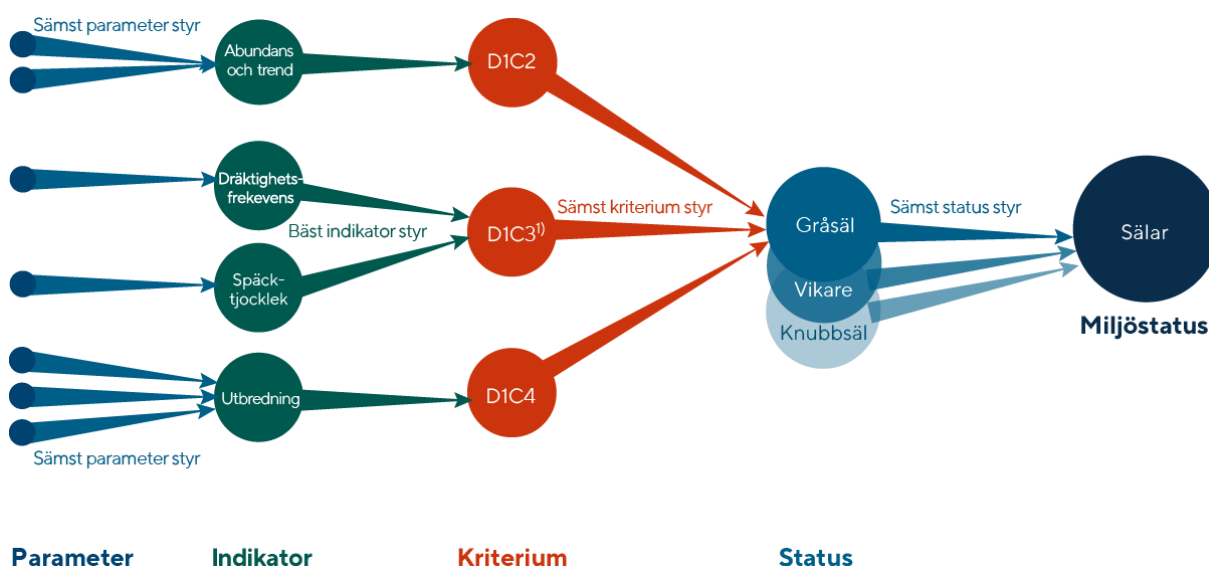 Sämst parameter styr
Abundans
och trend
D1C2
Dräktighets-
frekevens
Bäst indikator styr
D1C3¹⁾
Sämst kriterium styr
Gråsäl
Sämst status styr
Sälar
Späck-
tjocklek
Vikare
Knubbsäl
Miljöstatus
Utbredning
D1C4
Sämst parameter styr
Parameter
Indikator
Kriterium
Status